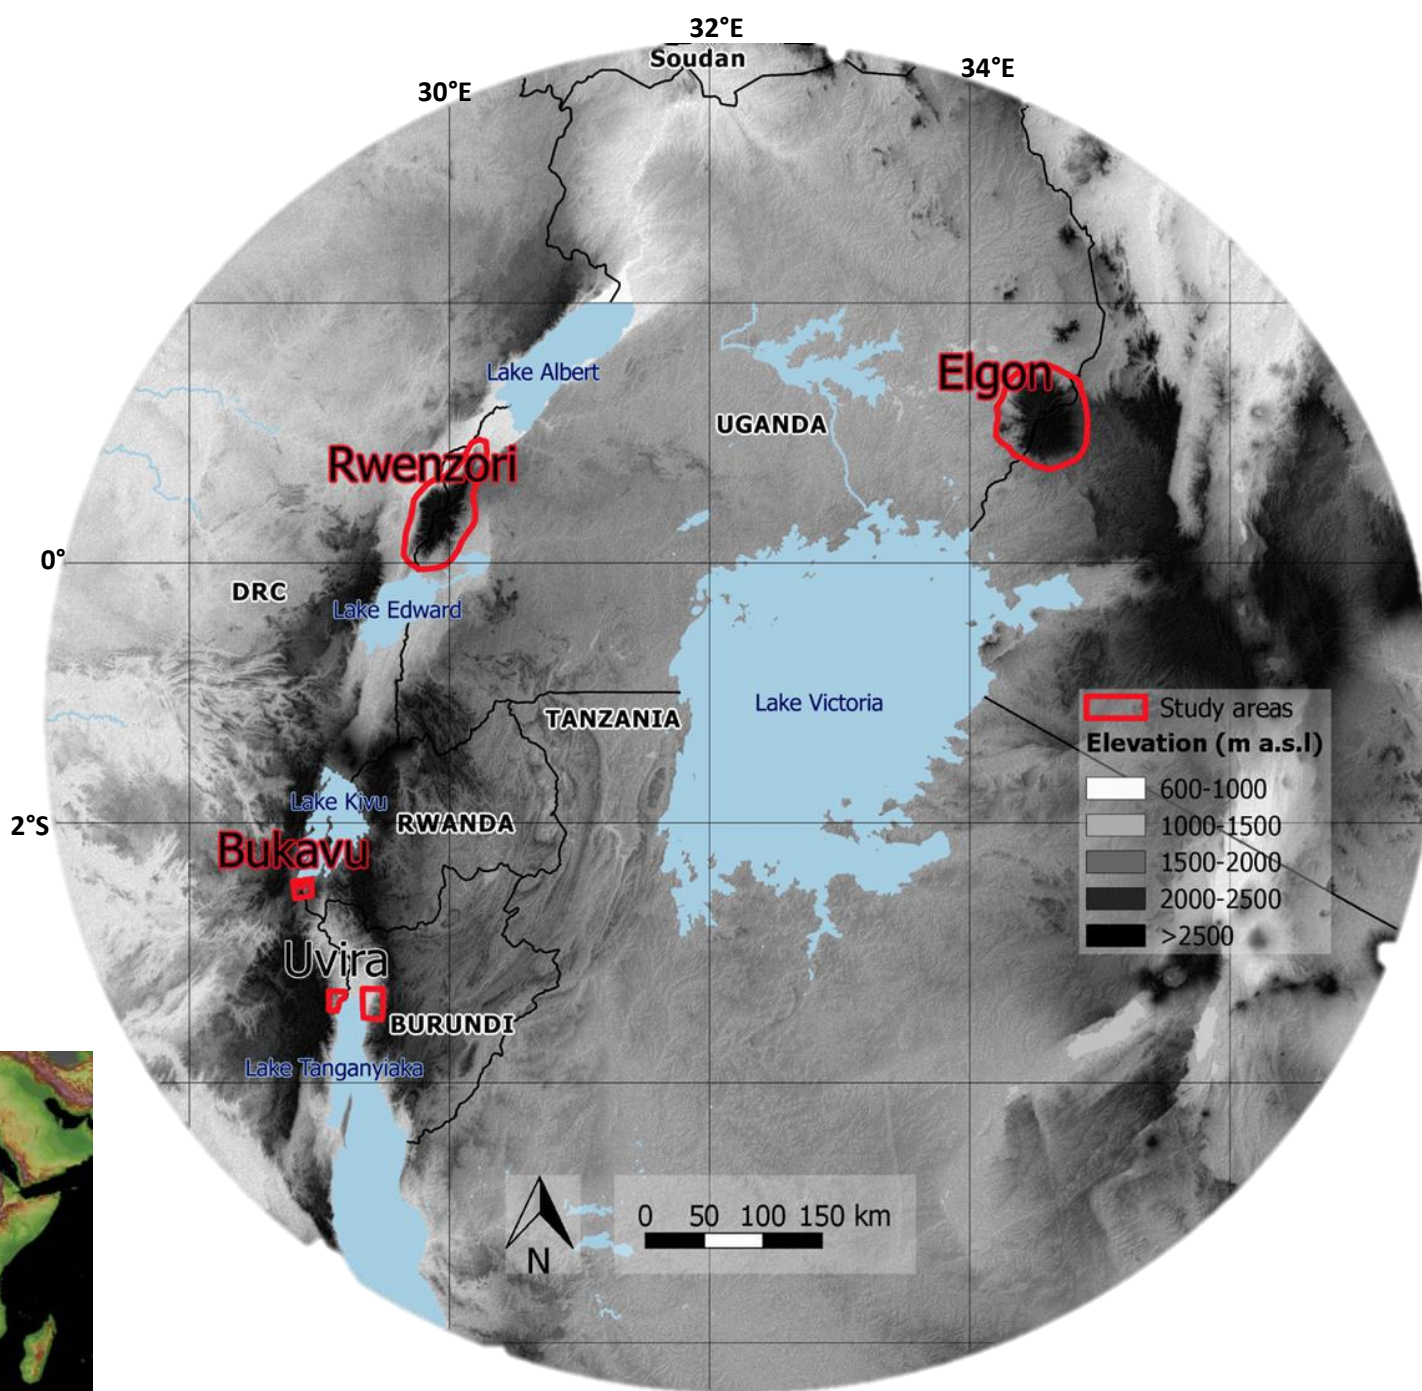 32°E
Soudan
34°E
30°E
Lake Albert
Elgon
UGANDA
Rwenzori
0°
DRC
Lake Edward
Lake Victoria
TANZANIA
Study areas
Elevation (m a.s.l)
600-1000
1000-1500
1500-2000
2000-2500
>2500
Lake Kivu
2°S
RWANDA
Bukavu
Uvira
BURUNDI
Lake Tanganyiaka
0 50 100 150 km
N